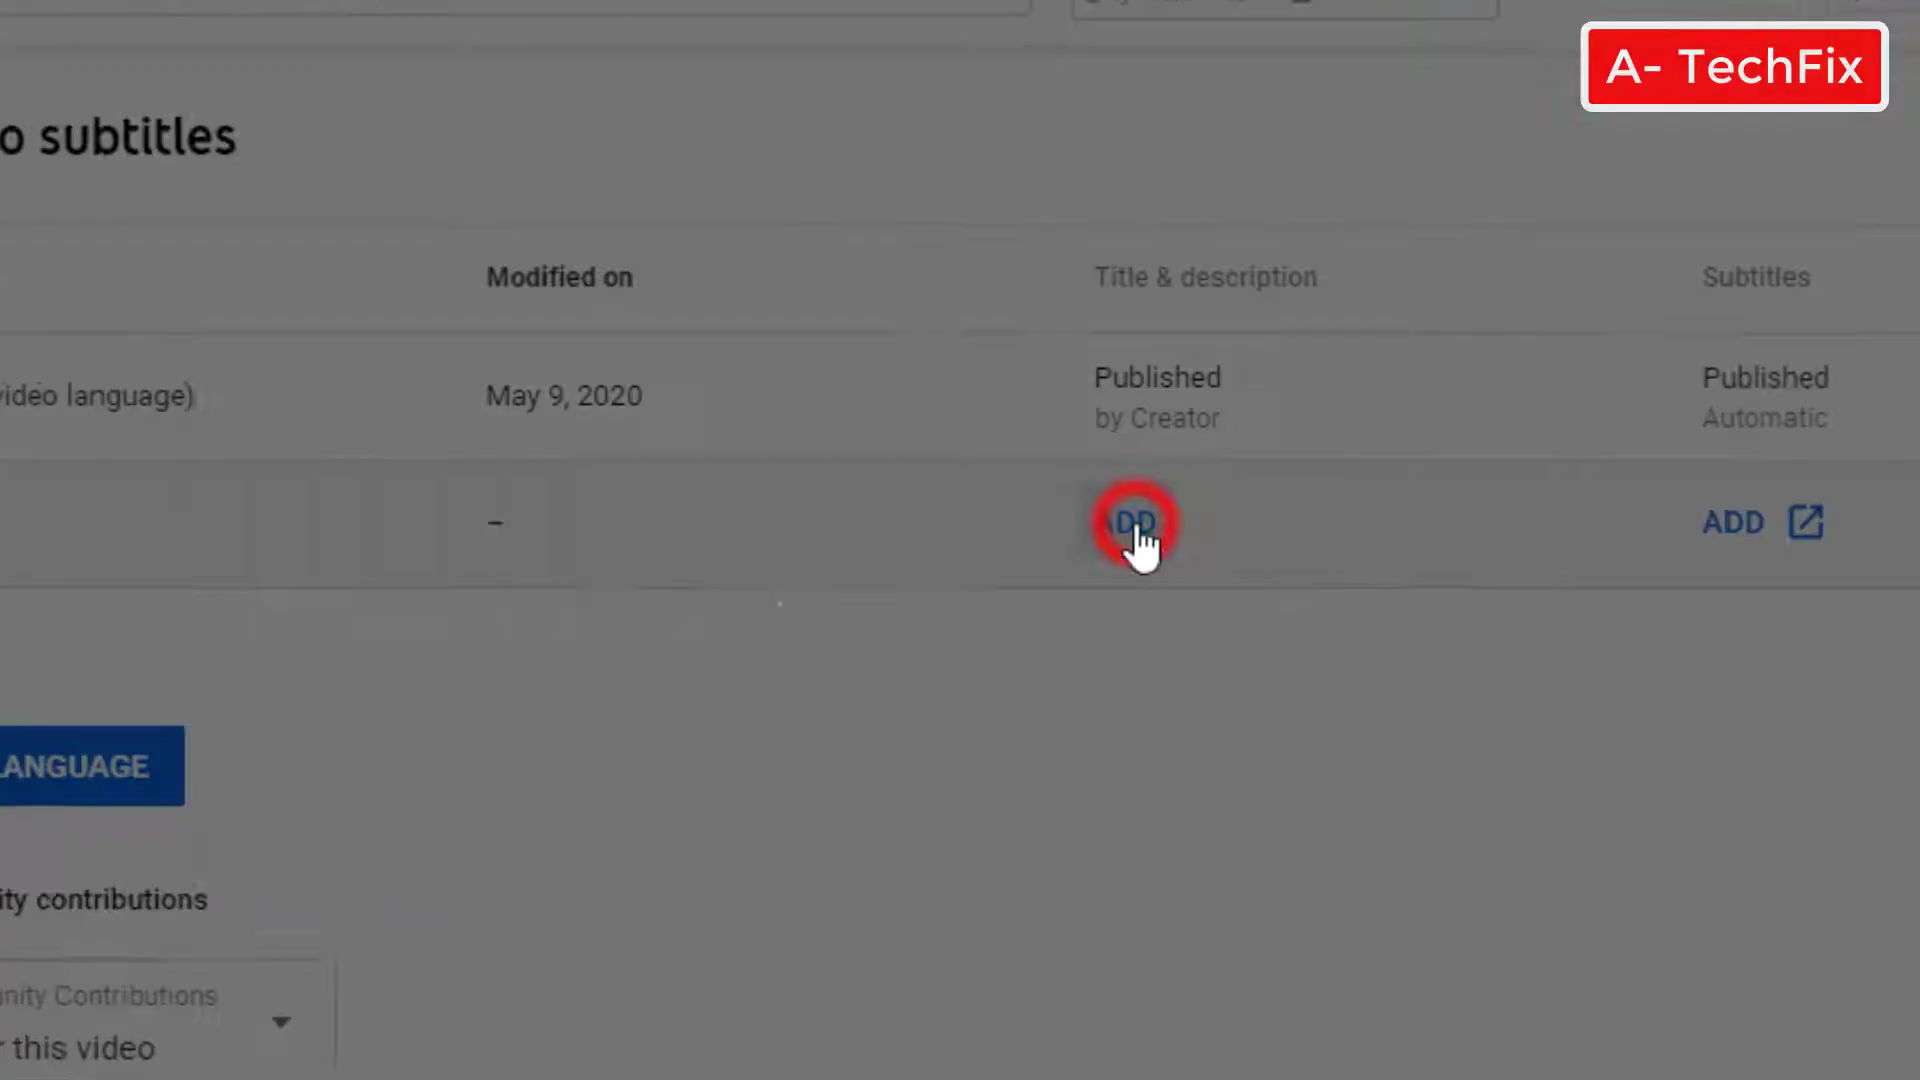 A- TechFix
o subtitles
Modified on
Title & description
Subtitles
video language)
May 9, 2020
Published
by Creator
Published
Automatic
–
ADD
ADD
LANGUAGE
ity contributions
unity Contributions
r this video